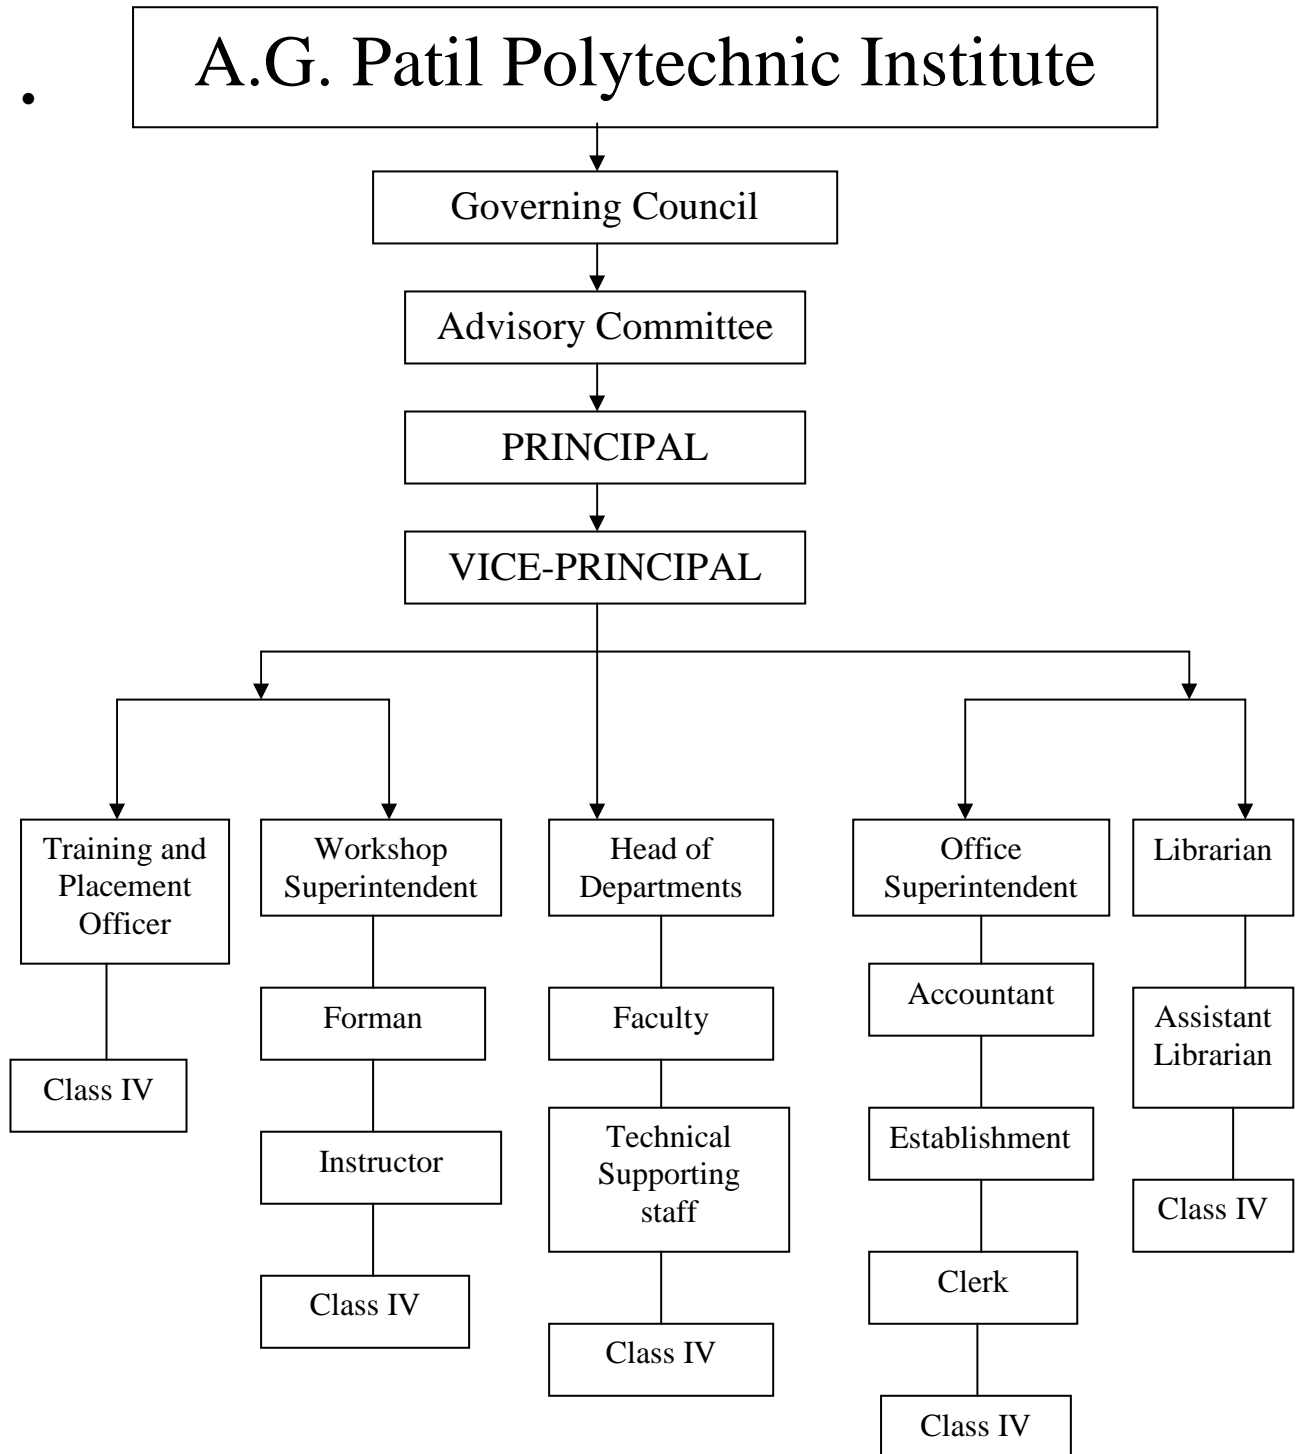 A.G. Patil Polytechnic Institute
•
Governing Council
Advisory Committee
PRINCIPAL
VICE-PRINCIPAL
Training and
Placement
Officer
Workshop
Superintendent
Head of
Departments
Office
Superintendent
Librarian
Forman
Faculty
Accountant
Assistant
Librarian
Class IV
Instructor
Technical
Supporting
staff
Establishment
Class IV
Class IV
Clerk
Class IV
Class IV